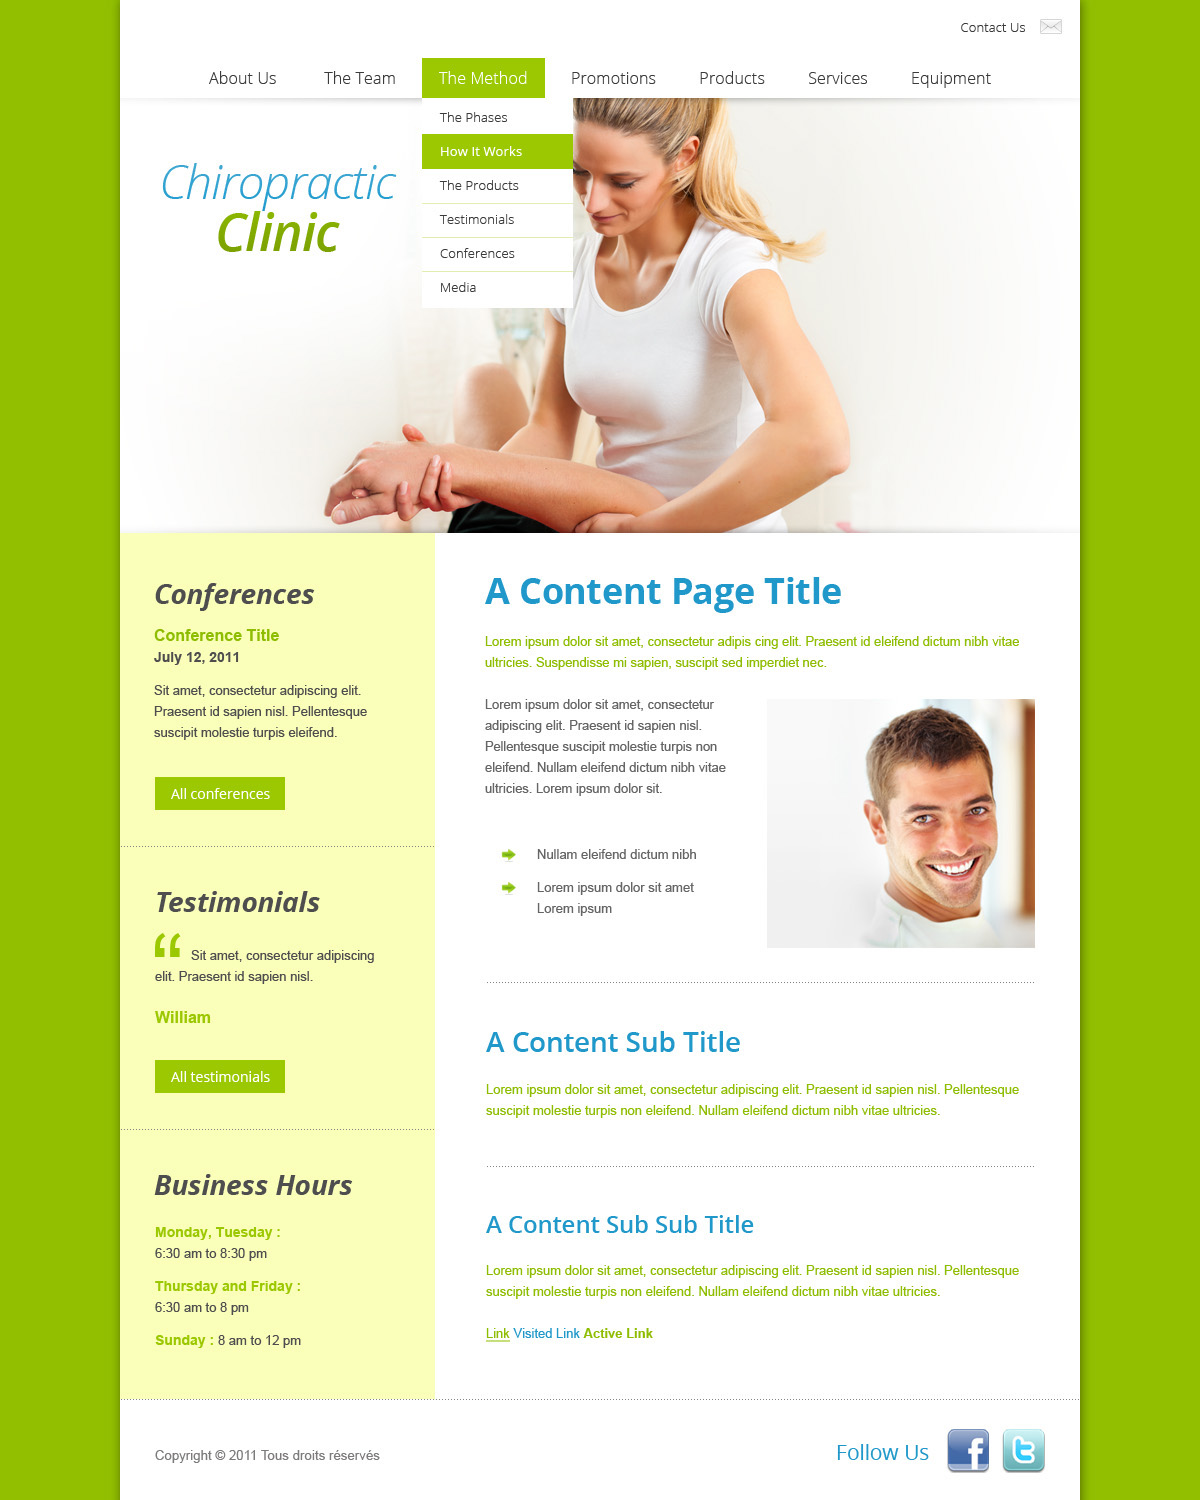 Contact Us
About Us The Team The Method Promotions Products Services Equipment
The Phases
How It Works
The Products
Testimonials
Conferences
Media
Chiropractic
Clinic
Conferences
Conference Title
July 12, 2011
Sit amet, consectetur adipiscing elit.
Praesent id sapien nisl. Pellentesque
suscipit molestie turpis eleifend.
All conferences
Testimonials
“ Sit amet, consectetur adipiscing
elit. Praesent id sapien nisl.
William
All testimonials
Business Hours
Monday, Tuesday :
6:30 am to 8:30 pm
Thursday and Friday :
6:30 am to 8 pm
Sunday : 8 am to 12 pm
A Content Page Title
Lorem ipsum dolor sit amet, consectetur adipis cing elit. Praesent id eleifend dictum nibh vitae
ultricies. Suspendisse mi sapien, suscipit sed imperdiet nec.
Lorem ipsum dolor sit amet, consectetur
adipiscing elit. Praesent id sapien nisl.
Pellentesque suscipit molestie turpis non
eleifend. Nullam eleifend dictum nibh vitae
ultricies. Lorem ipsum dolor sit.
Nullam eleifend dictum nibh
Lorem ipsum dolor sit amet
Lorem ipsum
A Content Sub Title
Lorem ipsum dolor sit amet, consectetur adipiscing elit. Praesent id sapien nisl. Pellentesque
suscipit molestie turpis non eleifend. Nullam eleifend dictum nibh vitae ultricies.
A Content Sub Sub Title
Lorem ipsum dolor sit amet, consectetur adipiscing elit. Praesent id sapien nisl. Pellentesque
suscipit molestie turpis non eleifend. Nullam eleifend dictum nibh vitae ultricies.
Link Visited Link Active Link
Copyright © 2011 Tous droits réservés
Follow Us f t